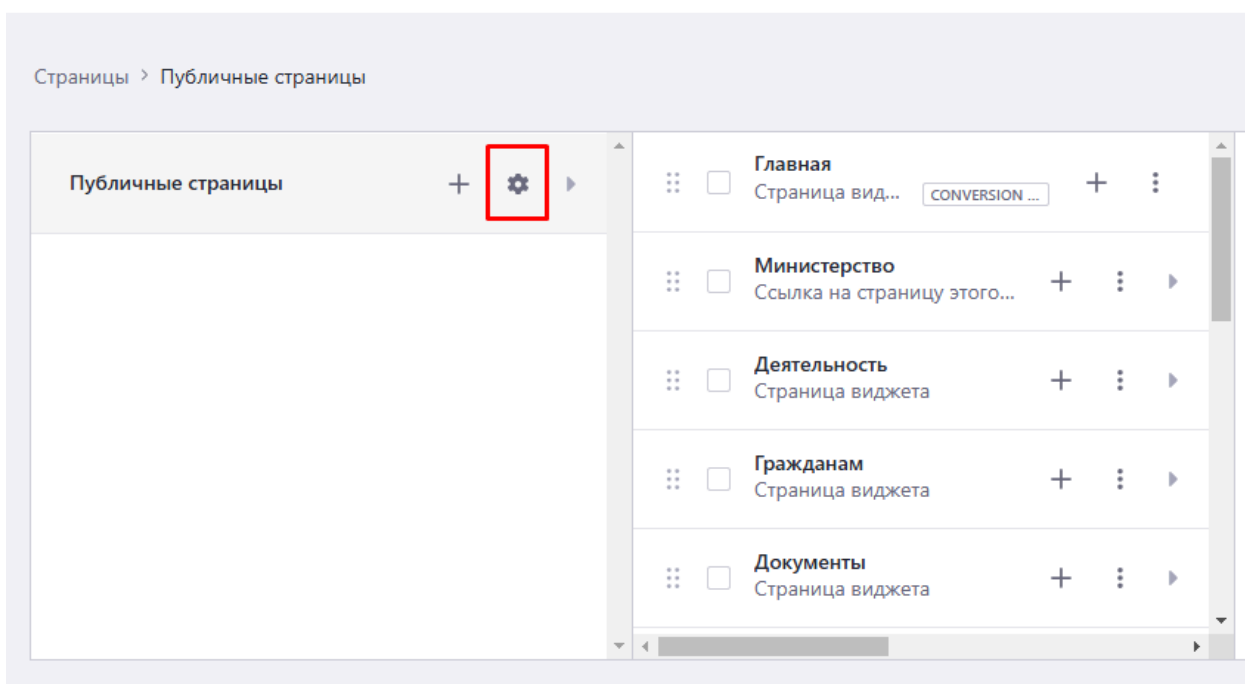 Страницы > Публичные страницы
Публичные страницы
Главная
Страница вид... CONVERSION ...
Министерство
Ссылка на страницу этого...
Деятельность
Страница виджета
Гражданам
Страница виджета
Документы
Страница виджета